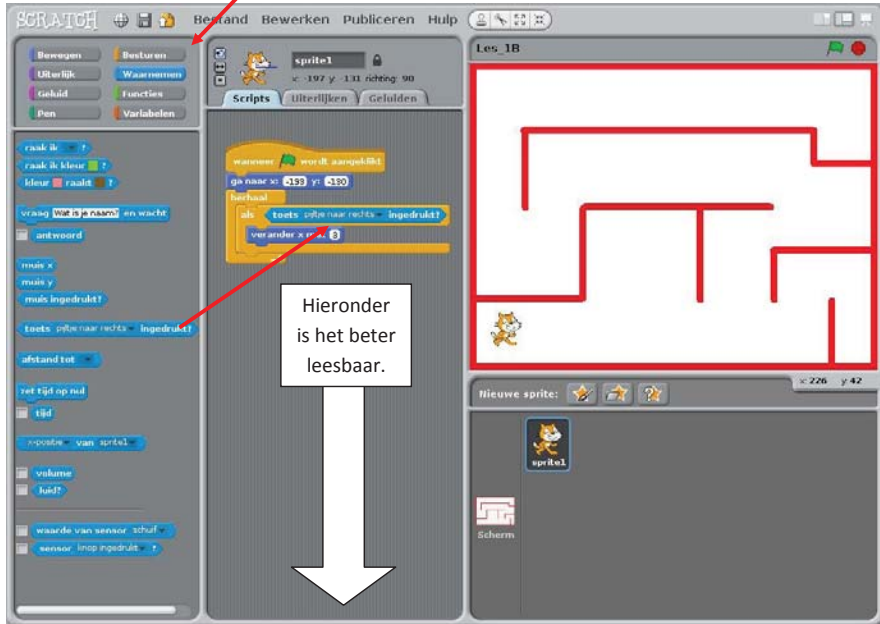 SCRATCH Bestand Bewerken Publiceren Hulp
Bewegen Besturen
Uiterlijk Waarnemen
Geluid Functies
Pen Variabelen
raak ik ?
raak ik kleur ?
kleur raakt ?
vraag What is je naam? en wacht
antwoord
muis x
muis y
muis ingedrukt?
toets pijltje naar rechts ingedrukt?
afstand tot
zet tijd op nul
tijd
x-positie van sprite1
volume
luid?
waarde van sensor schuif
sensor knop ingedrukt ?
sprite1
x: -197 y: -131 richting: 90
Scripts Uiterlijken Geluiden
wanneer wordt aangeklikt
ga naar x: -199 y: -130
herhaal
als toets pijltje naar rechts ingedrukt?
verander x met 3
Hieronder
is het beter
leesbaar.
Les_1B
x: 226 y: 42
Nieuwe sprite:
sprite1
Scherm